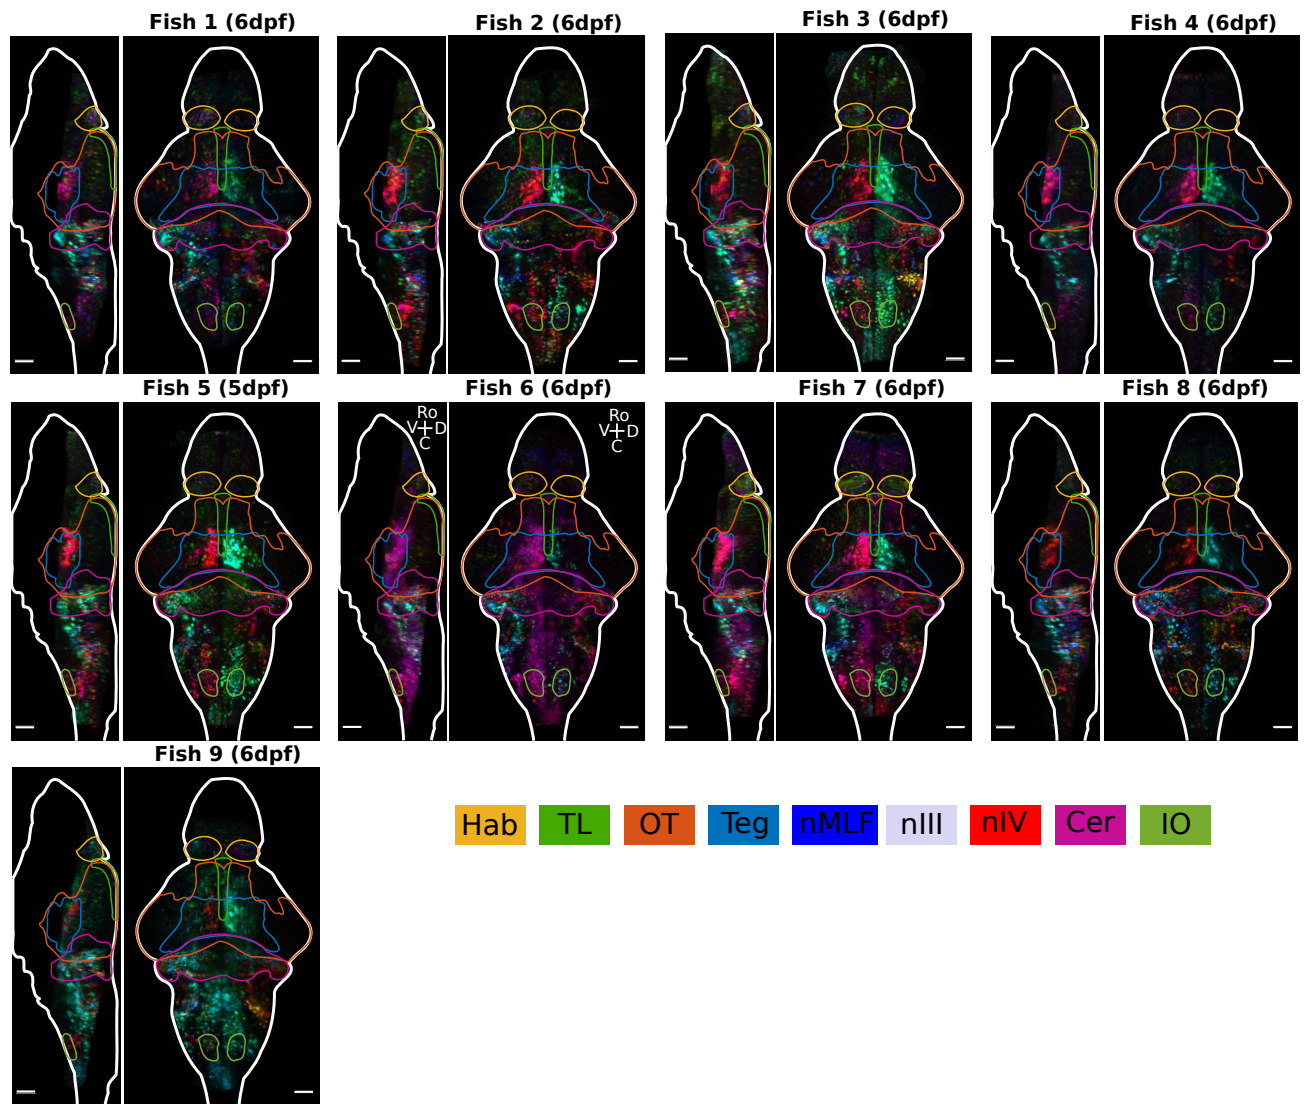 Fish 1 (6dpf)
Fish 2 (6dpf)
Fish 3 (6dpf)
Fish 4 (6dpf)
Fish 5 (5dpf)
Fish 6 (6dpf)
Fish 7 (6dpf)
Fish 8 (6dpf)
Ro
V D
C
Ro
V D
C
Fish 9 (6dpf)
Hab TL OT Teg nMLF nIII nIV Cer IO